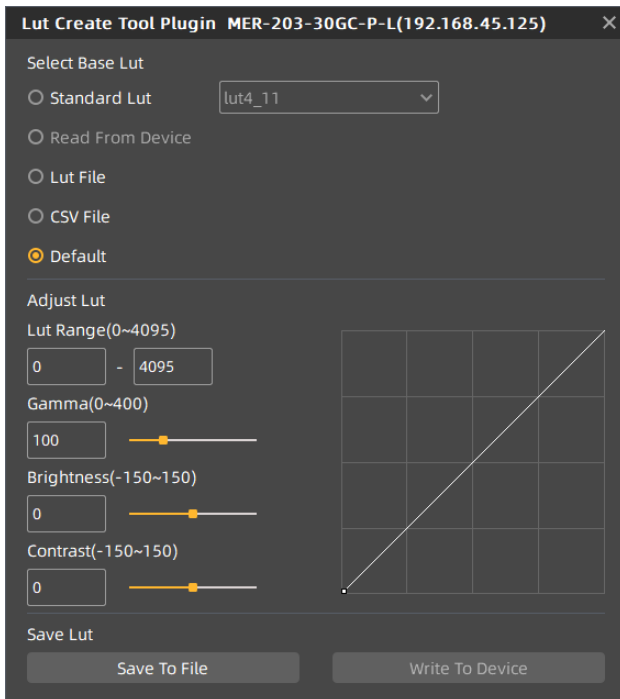 Lut Create Tool Plugin MER-203-30GC-P-L(192.168.45.125)
Select Base Lut
Standard Lut lut4_11
Read From Device
Lut File
CSV File
Default
Adjust Lut
Lut Range(0~4095)
0 - 4095
Gamma(0~400)
100
Brightness(-150~150)
0
Contrast(-150~150)
0
Save Lut
Save To File Write To Device